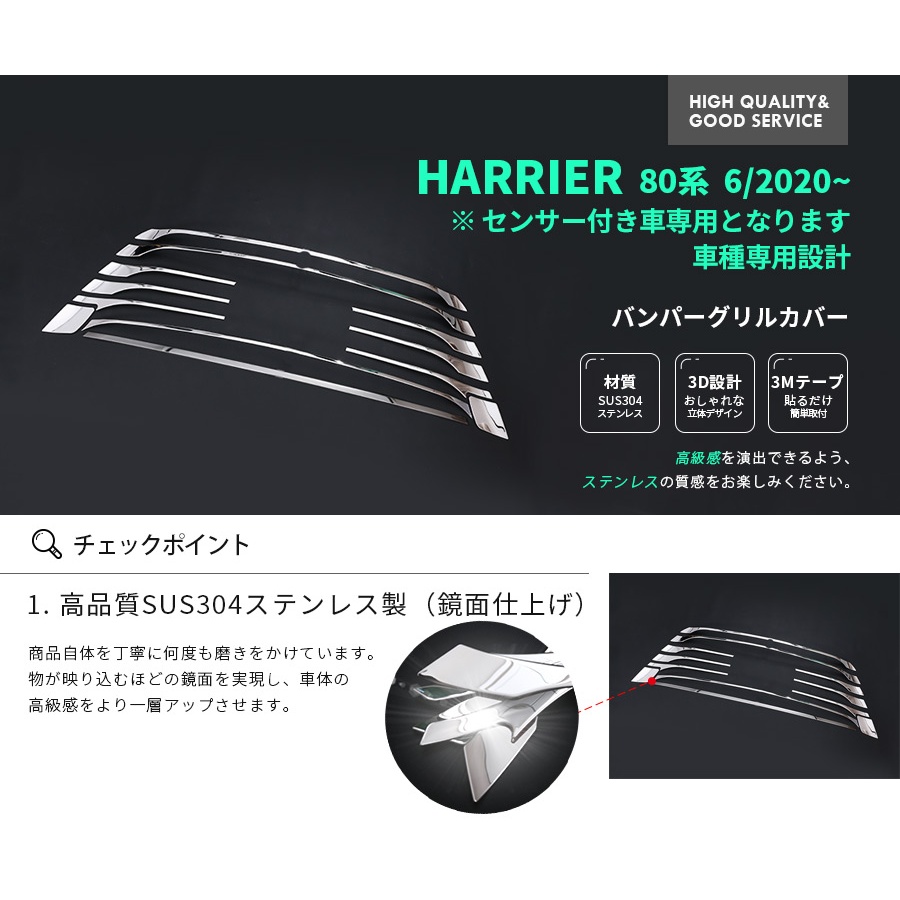 HIGH QUALITY&
GOOD SERVICE
HARRIER 80系 6/2020~
※ センサー付き車専用となります
車種専用設計
バンパーグリルカバー
材質
SUS304
ステンレス
3D設計
おしゃれな
立体デザイン
3Mテープ
貼るだけ
簡単取付
高級感を演出できるよう、
ステンレスの質感をお楽しみください。
チェックポイント
1. 高品質SUS304ステンレス製（鏡面仕上げ）
商品自体を丁寧に何度も磨きをかけています。
物が映り込むほどの鏡面を実現し、車体の
高級感をより一層アップさせます。